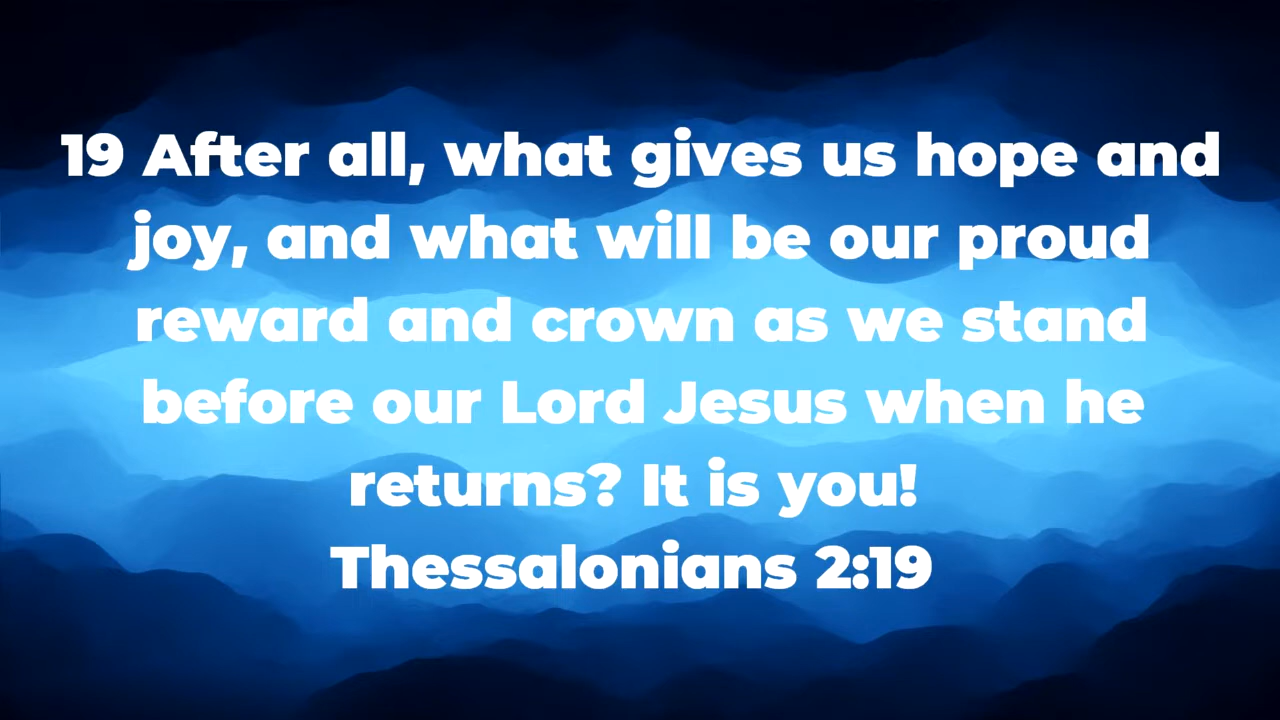 19 After all, what gives us hope and
joy, and what will be our proud
reward and crown as we stand
before our Lord Jesus when he
returns? It is you!
Thessalonians 2:19